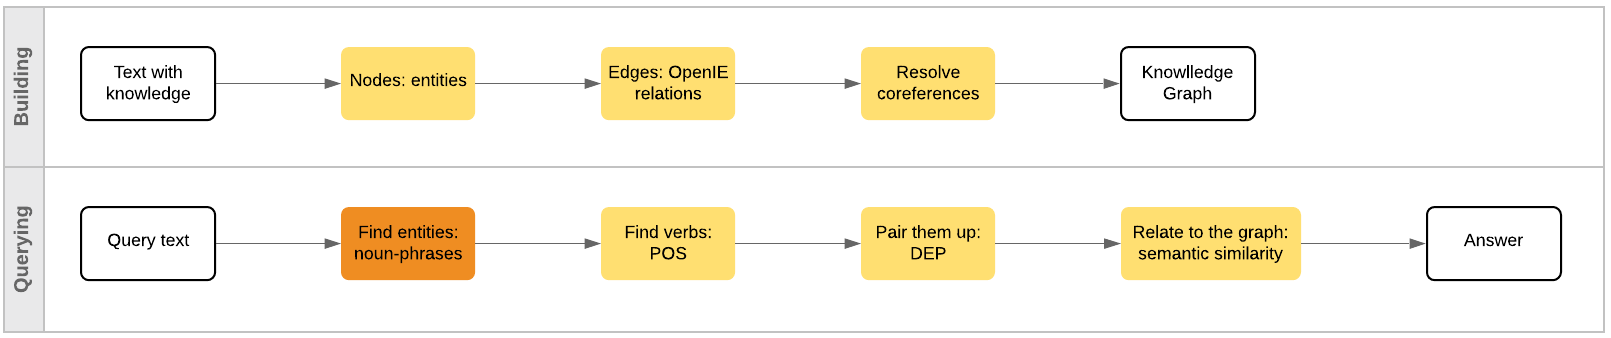 Building
Text with
knowledge
Nodes: entities
Edges: OpenIE
relations
Resolve
coreferences
Knowlledge
Graph
Querying
Query text
Find entities:
noun-phrases
Find verbs:
POS
Pair them up:
DEP
Relate to the graph:
semantic similarity
Answer